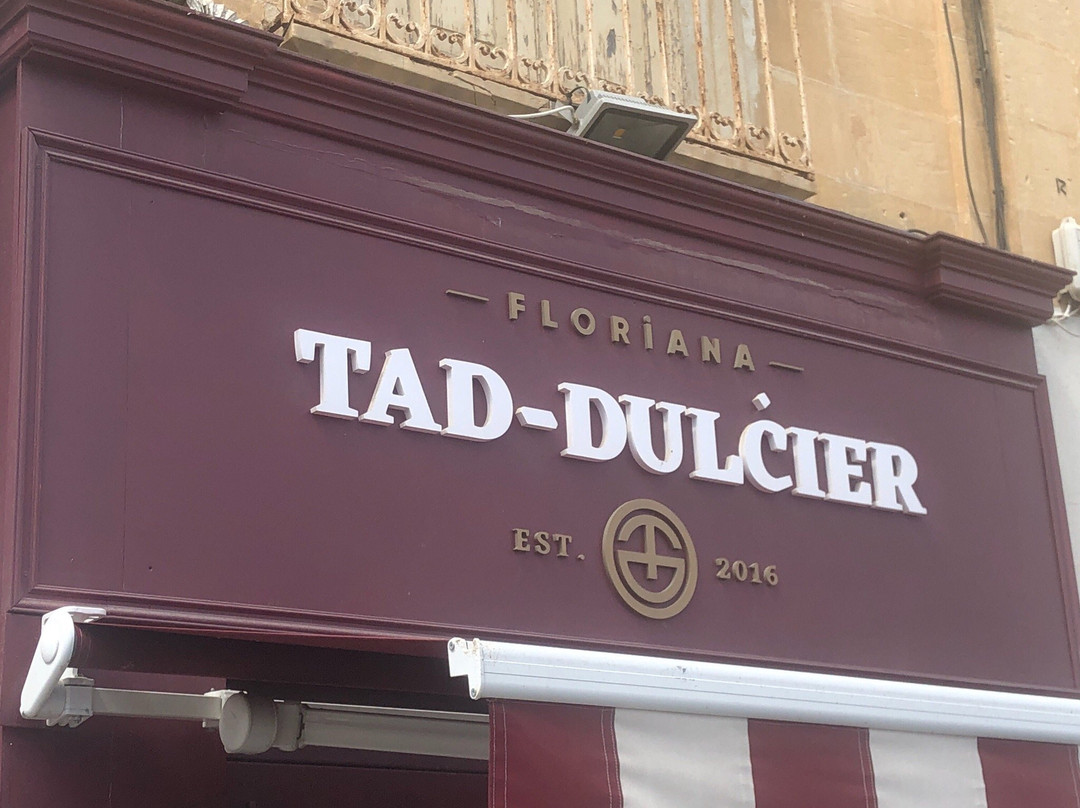 — FLORIANA —
TAD-DULĊIER
EST. 2016